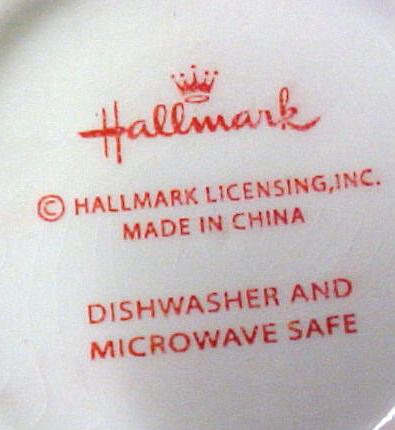 Hallmark
© HALLMARK LICENSING, INC.
MADE IN CHINA
DISHWASHER AND
MICROWAVE SAFE